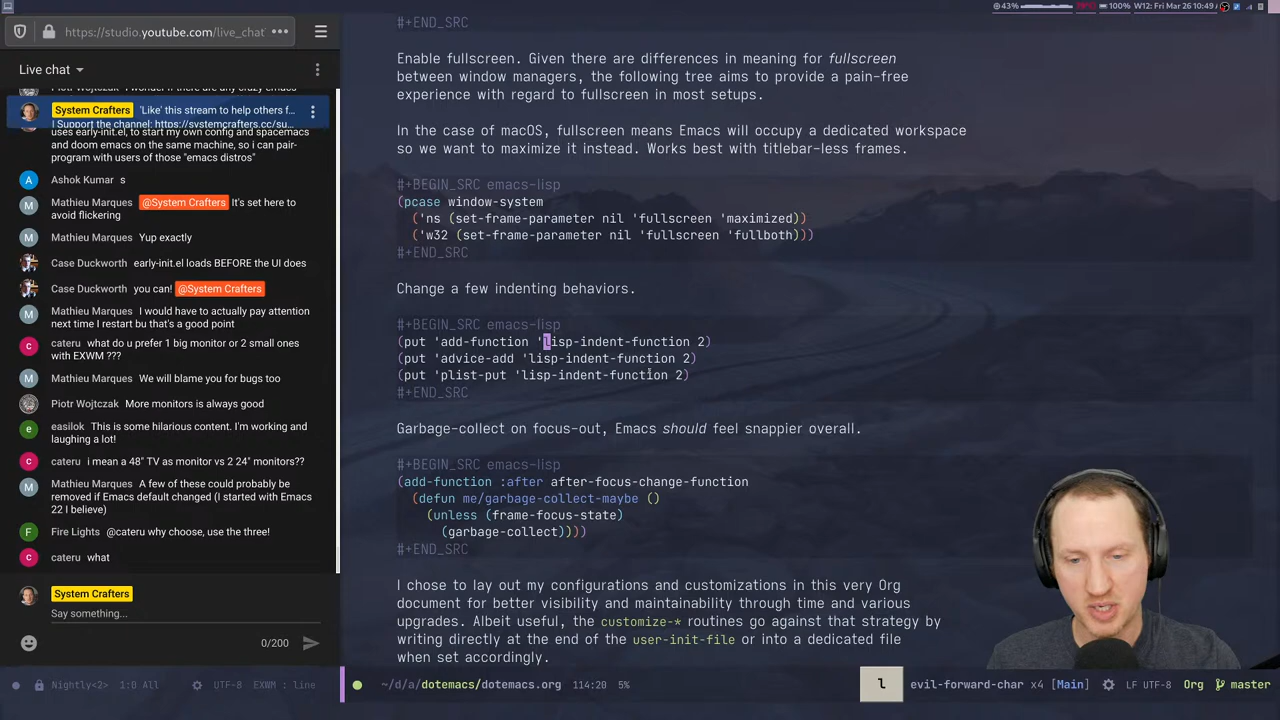 43%
100%
W12: Fri Mar 26 10:49
https://studio.youtube.com/live_chat
Live chat
System Crafters 'Like' this stream to help others f...
| Support the channel: https://systemcrafters.cc/su...
uses early-init.el, to start my own config and spacemacs
and doom emacs on the same machine, so i can pair-
program with users of those "emacs distros"
Ashok Kumar s
Mathieu Marques @System Crafters It's set here to
avoid flickering
Mathieu Marques Yup exactly
Case Duckworth early-init.el loads BEFORE the UI does
Case Duckworth you can! @System Crafters
Mathieu Marques I would have to actually pay attention
next time I restart bu that's a good point
cateru what do u prefer 1 big monitor or 2 small ones
with EXWM ???
Mathieu Marques We will blame you for bugs too
Piotr Wojtczak More monitors is always good
easilok This is some hilarious content. I'm working and
laughing a lot!
cateru i mean a 48" TV as monitor vs 2 24" monitors??
Mathieu Marques A few of these could probably be
removed if Emacs default changed (I started with Emacs
22 I believe)
Fire Lights @cateru why choose, use the three!
cateru what
System Crafters
Say something...
0/200
Nightly<2> 1:0 All UTF-8 EXWM : line
#+END_SRC
Enable fullscreen. Given there are differences in meaning for fullscreen
between window managers, the following tree aims to provide a pain-free
experience with regard to fullscreen in most setups.
In the case of macOS, fullscreen means Emacs will occupy a dedicated workspace
so we want to maximize it instead. Works best with titlebar-less frames.
#+BEGIN_SRC emacs-lisp
(pcase window-system
('ns (set-frame-parameter nil 'fullscreen 'maximized))
('w32 (set-frame-parameter nil 'fullscreen 'fullboth)))
#+END_SRC
Change a few indenting behaviors.
#+BEGIN_SRC emacs-lisp
(put 'add-function 'lisp-indent-function 2)
(put 'advice-add 'lisp-indent-function 2)
(put 'plist-put 'lisp-indent-function 2)
#+END_SRC
Garbage-collect on focus-out, Emacs should feel snappier overall.
#+BEGIN_SRC emacs-lisp
(add-function :after after-focus-change-function
(defun me/garbage-collect-maybe ()
(unless (frame-focus-state)
(garbage-collect))))
#+END_SRC
I chose to lay out my configurations and customizations in this very Org
document for better visibility and maintainability through time and various
upgrades. Albeit useful, the customize-* routines go against that strategy by
writing directly at the end of the user-init-file or into a dedicated file
when set accordingly.
~/d/a/dotemacs/dotemacs.org 114:20 5% l evil-forward-char x4 [Main] LF UTF-8 Org master